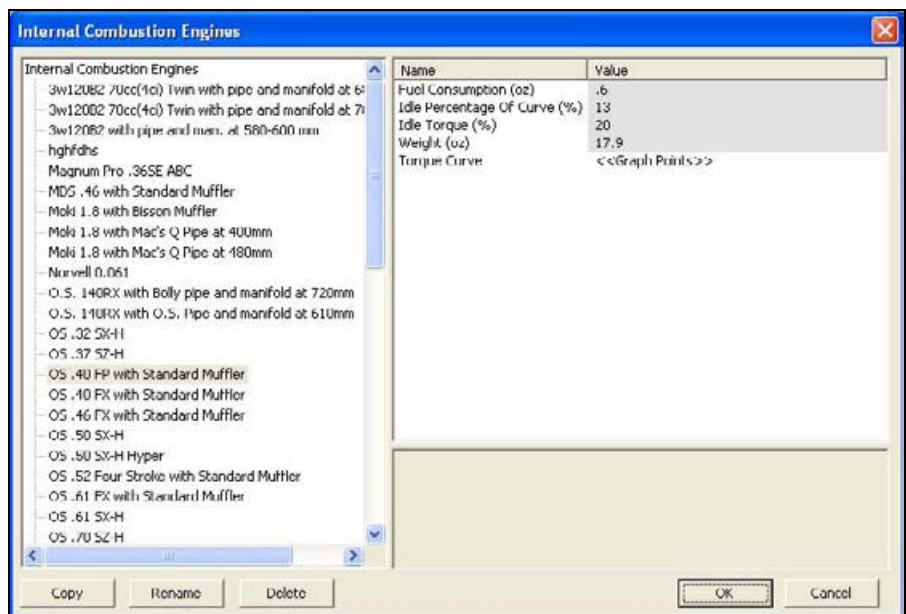 Internal Combustion Engines
Internal Combustion Engines
3w120B2 70cc(4ci) Twin with pipe and manifold at 6
3w120B2 70cc(4ci) Twin with pipe and manifold at 7
3w120B2 with pipe and man. at 580-600 mm
hghfdhs
Magnum Pro .36SE ABC
MDS .46 with Standard Muffler
Moki 1.8 with Bisson Muffler
Moki 1.8 with Mac's Q Pipe at 400mm
Moki 1.8 with Mac's Q Pipe at 480mm
Norvell 0.061
O.S. 140RX with Bolly pipe and manifold at 720mm
O.S. 140RX with O.S. Pipe and manifold at 610mm
OS .32 SX-H
OS .37 SZ-H
OS .40 FP with Standard Muffler
OS .40 FX with Standard Muffler
OS .46 FX with Standard Muffler
OS .50 SX-H
OS .50 SX-H Hyper
OS .52 Four Stroke with Standard Muffler
OS .61 FX with Standard Muffler
OS .61 SX-H
OS .70 SZ-H
Name Value
Fuel Consumption (oz) .6
Idle Percentage Of Curve (%) 13
Idle Torque (%) 20
Weight (oz) 17.9
Torque Curve <<Graph Points>>
Copy Rename Delete OK Cancel